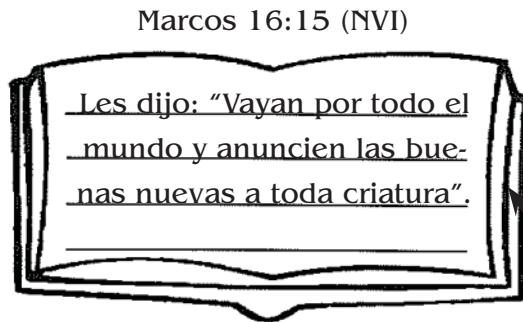 Marcos 16:15 (NVI)
Les dijo: “Vayan por todo el
mundo y anuncien las bue-
nas nuevas a toda criatura”.